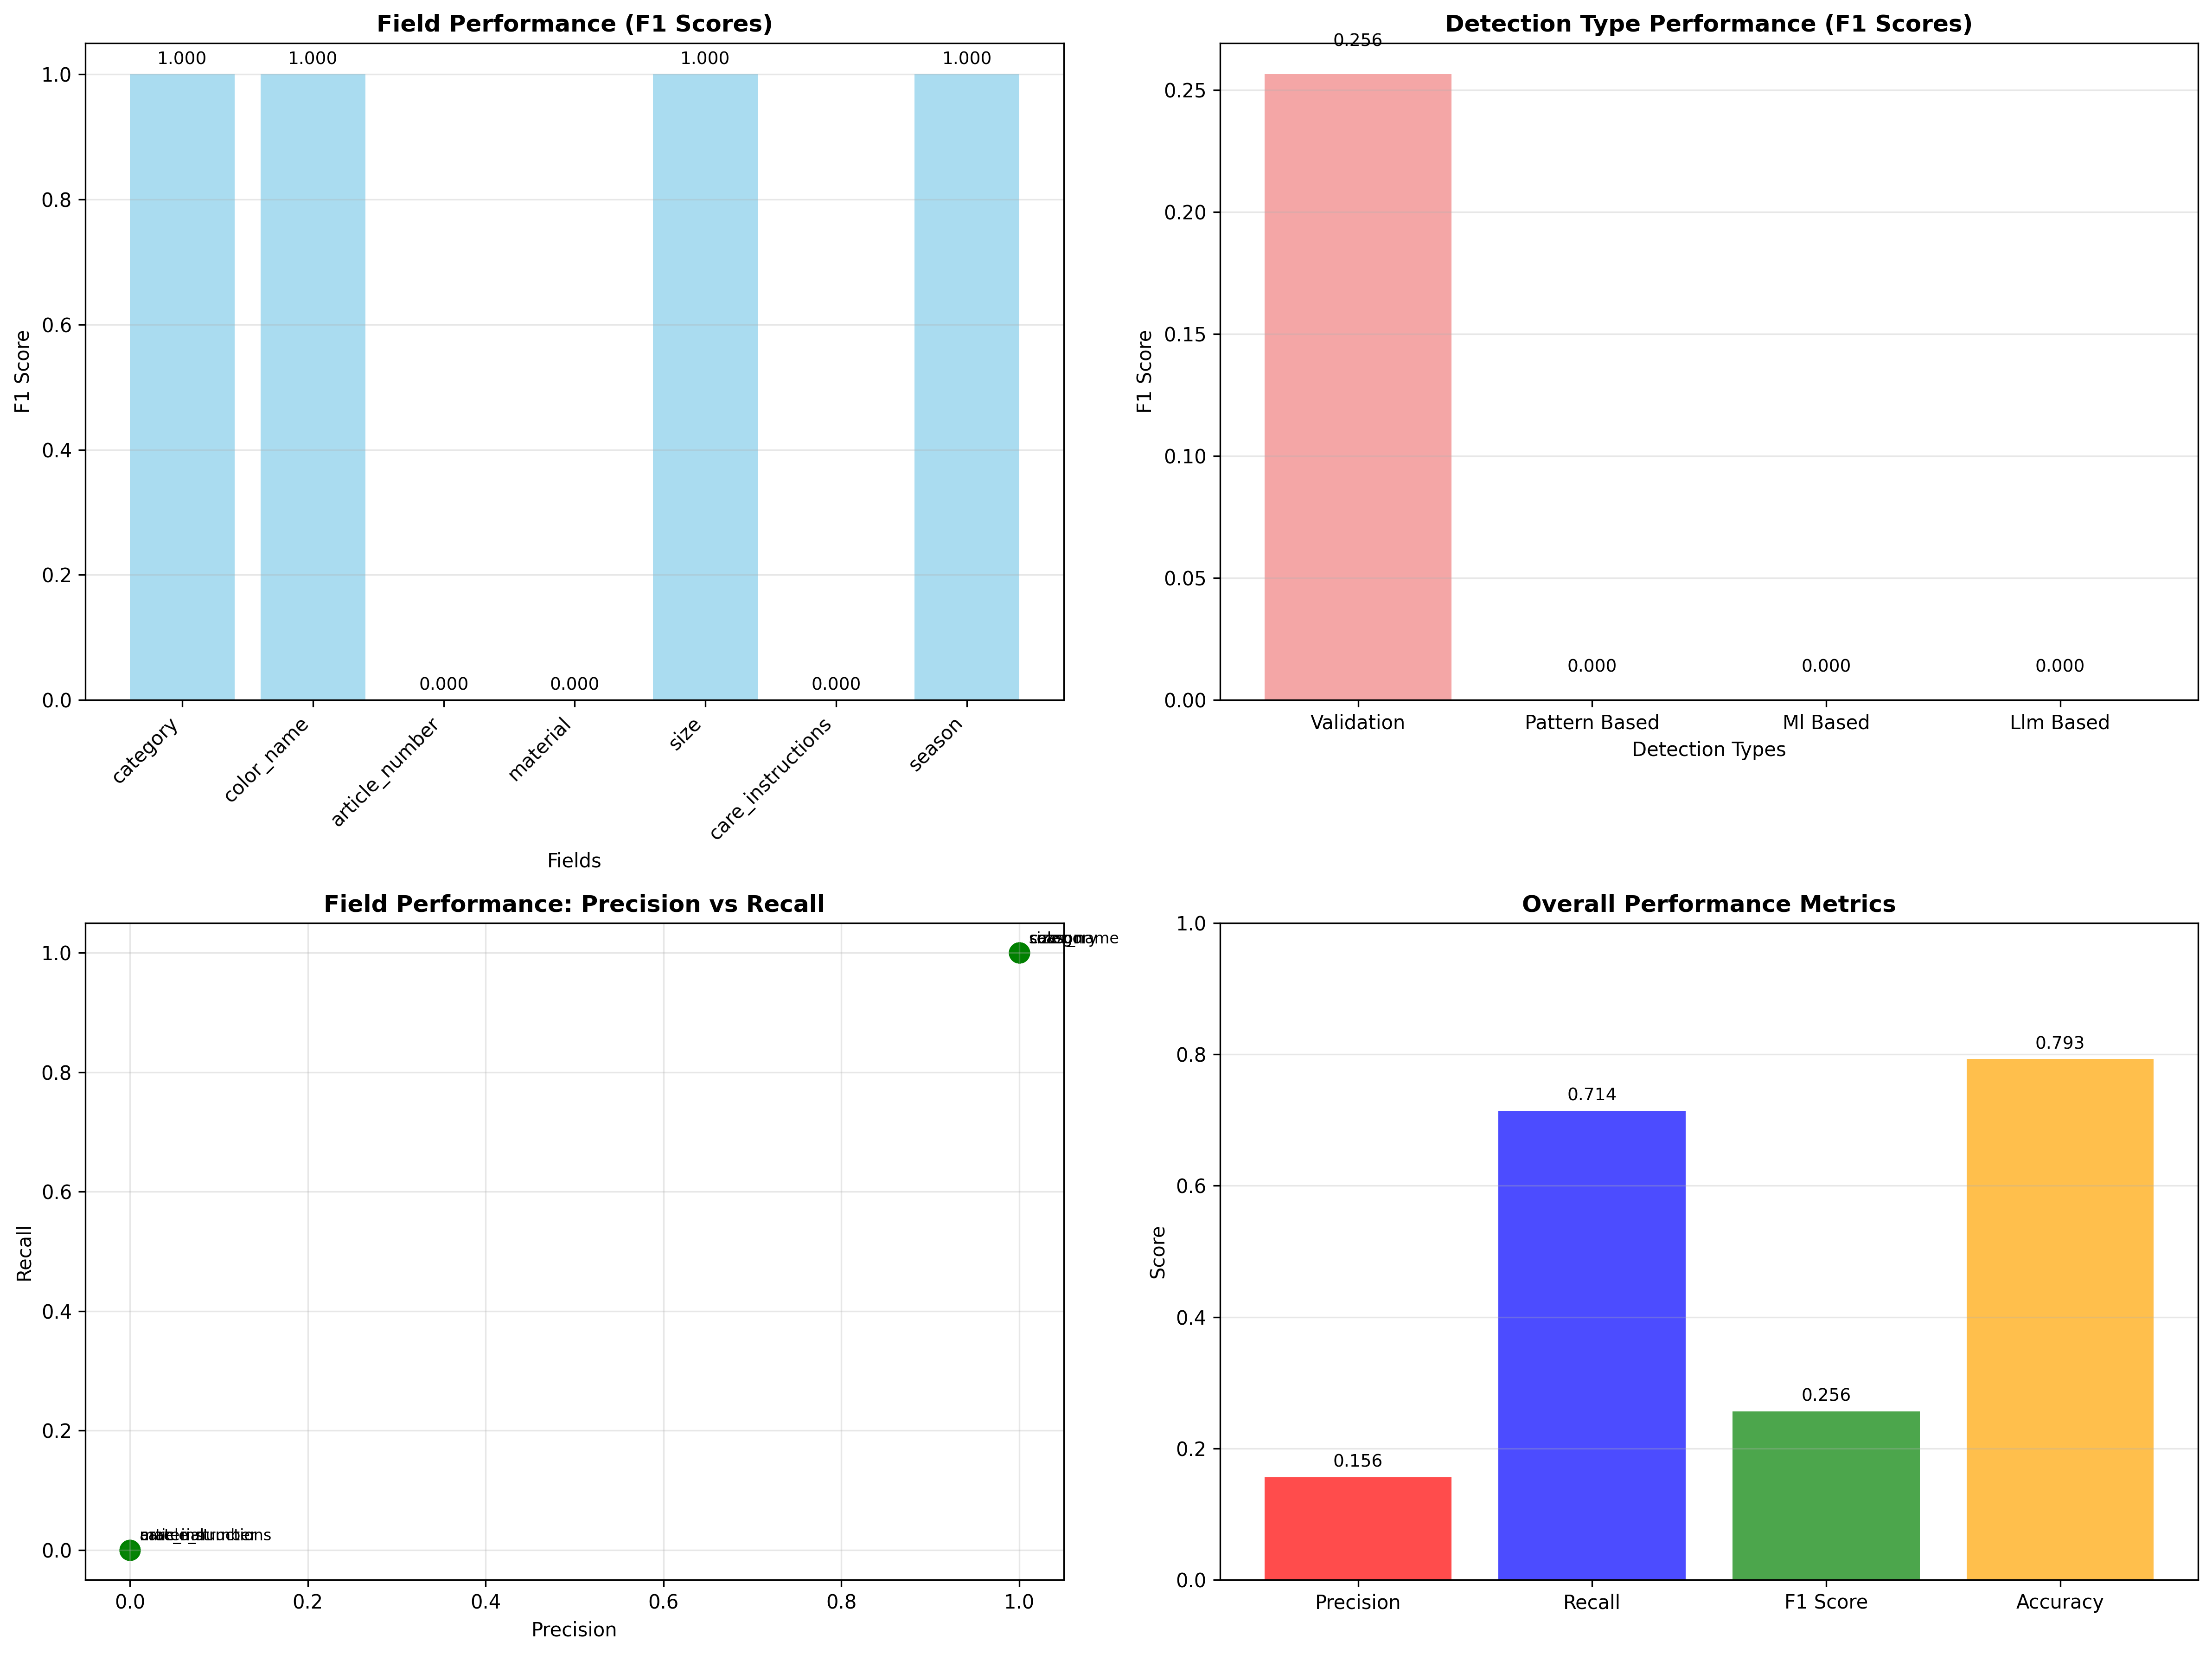 Field Performance (F1 Scores)
1.000 1.000 1.000 1.000
0.000 0.000 0.000
1.0
0.8
0.6
0.4
0.2
0.0
F1 Score
category color_name article_number material size care_instructions season
Fields
Detection Type Performance (F1 Scores)
0.256
0.000 0.000 0.000
0.25
0.20
0.15
0.10
0.05
0.00
F1 Score
Validation Pattern Based Ml Based Llm Based
Detection Types
Field Performance: Precision vs Recall
1.0
0.8
0.6
0.4
0.2
0.0
Recall
0.0 0.2 0.4 0.6 0.8 1.0
Precision
Overall Performance Metrics
1.0
0.8
0.6
0.4
0.2
0.0
Score
0.156 0.714 0.256 0.793
Precision Recall F1 Score Accuracy